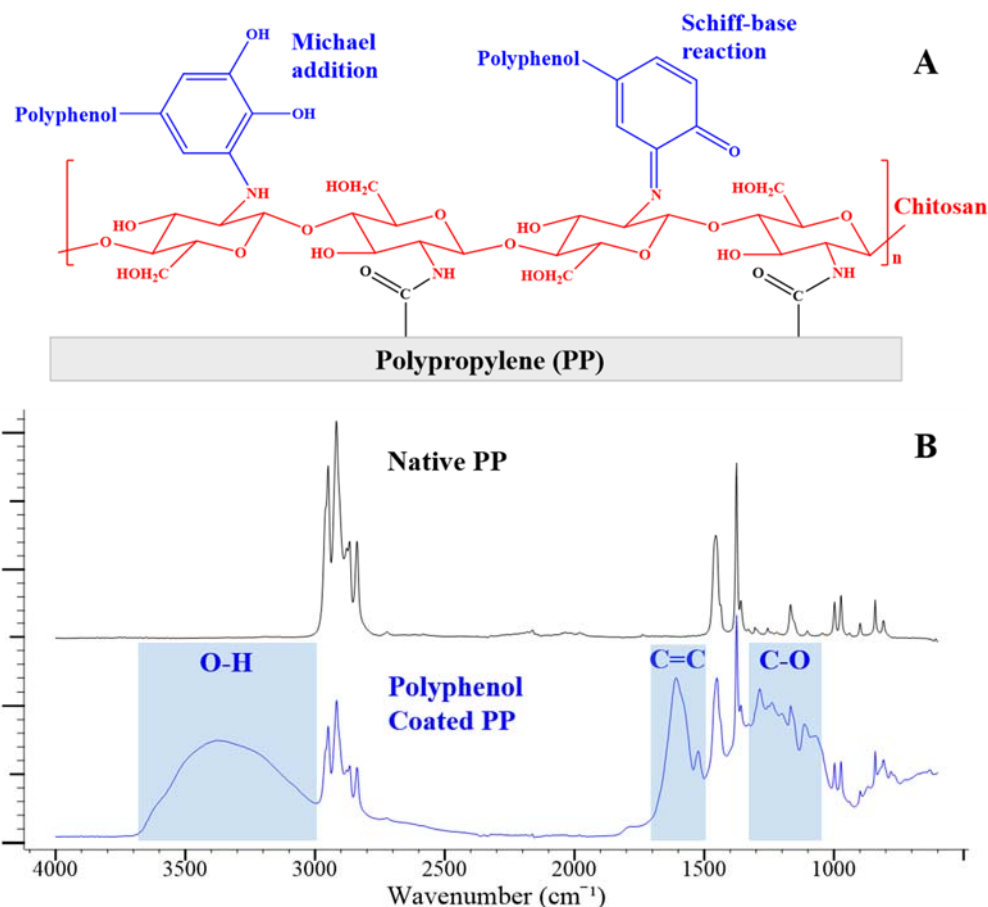 OH
Michael
addition
Schiff-base
reaction
A
Polyphenol
OH
Polyphenol
O
NH
HOH₂C
N
HOH₂C
Chitosan
HO
O
O
HO
O
O
O
O
O
HO
O
HO
n
HOH₂C
O
NH
HOH₂C
O
NH
C
C
Polypropylene (PP)
B
Native PP
O-H
C=C
C-O
Polyphenol
Coated PP
4000 3500 3000 2500 2000 1500 1000
Wavenumber (cm⁻¹)